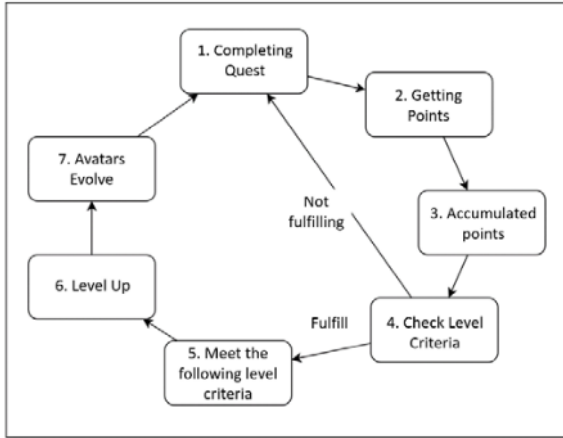 1. Completing
Quest
2. Getting
Points
3. Accumulated
points
4. Check Level
Criteria
Not
fulfilling
Fulfill
5. Meet the
following level
criteria
6. Level Up
7. Avatars
Evolve